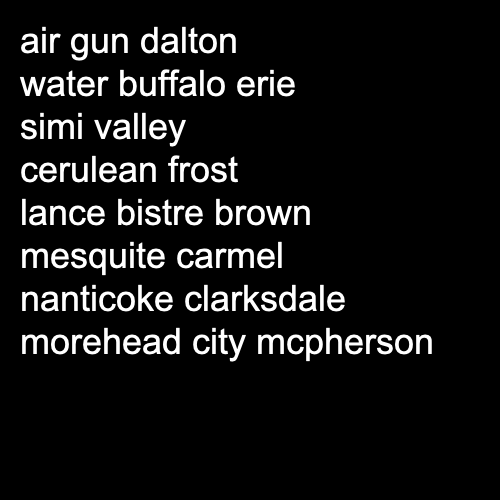 air gun dalton
water buffalo erie
simi valley
cerulean frost
lance bistre brown
mesquite carmel
nanticoke clarksdale
morehead city mcpherson